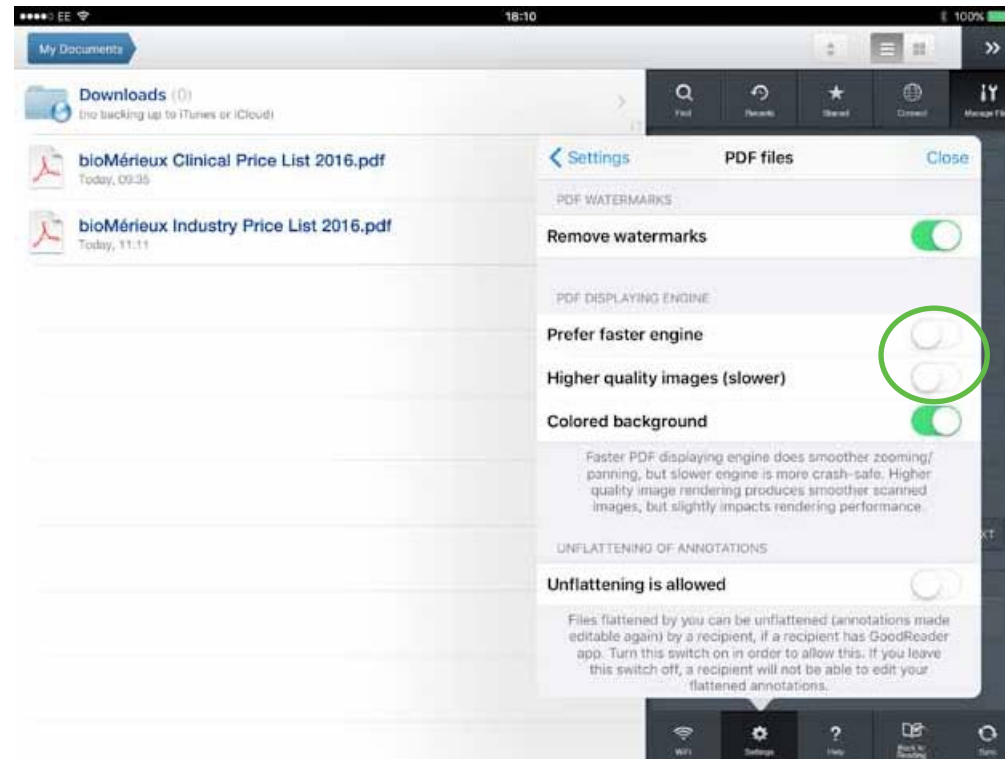 EE 18:10 100%
My Documents
Downloads (0)
(no backing up to iTunes or iCloud)
bioMérieux Clinical Price List 2016.pdf
Today, 09:35
bioMérieux Industry Price List 2016.pdf
Today, 11:11
Find Recents Starred Connect Manage Fil
Settings PDF files Close
PDF WATERMARKS
Remove watermarks
PDF DISPLAYING ENGINE
Prefer faster engine
Higher quality images (slower)
Colored background
Faster PDF displaying engine does smoother zooming/
panning, but slower engine is more crash-safe. Higher
quality image rendering produces smoother scanned
images, but slightly impacts rendering performance.
XT
UNFLATTENING OF ANNOTATIONS
Unflattening is allowed
Files flattened by you can be unflattened (annotations made
editable again) by a recipient, if a recipient has GoodReader
app. Turn this switch on in order to allow this. If you leave
this switch off, a recipient will not be able to edit your
flattened annotations.
WiFi Settings Help Back to Sync
Reading